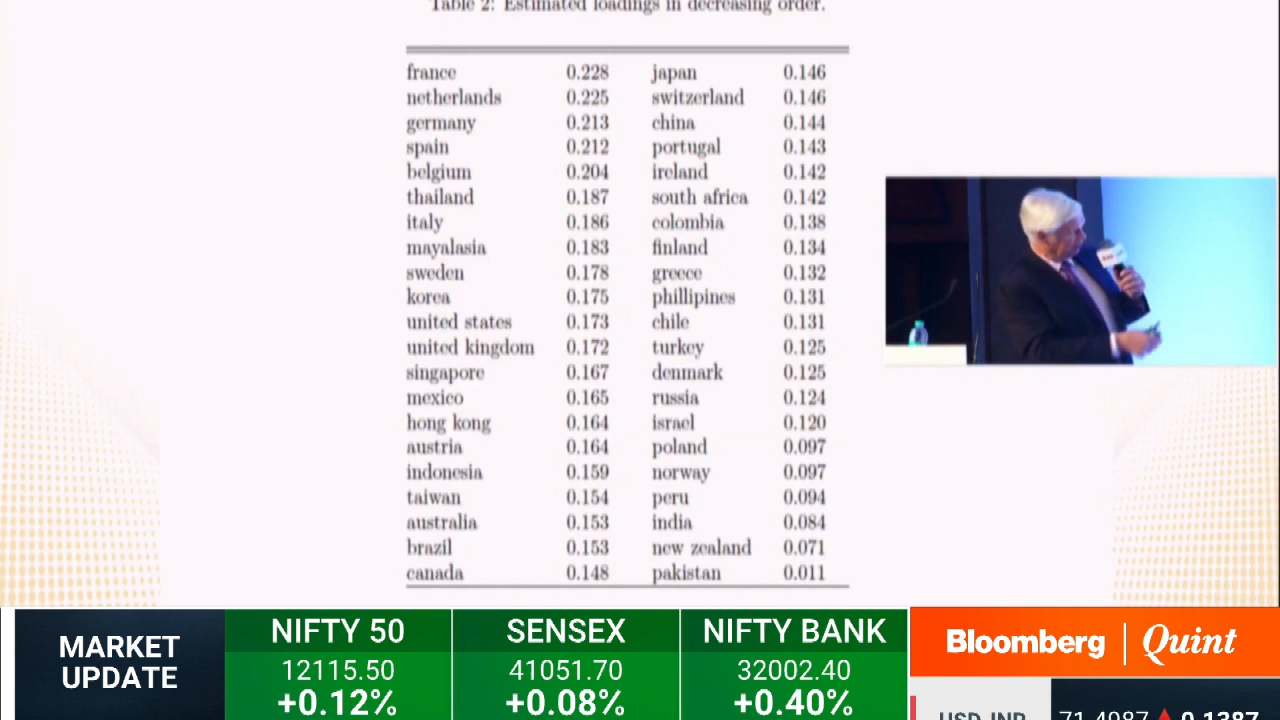 Table 2: Estimated loadings in decreasing order.
france 0.228 japan 0.146
netherlands 0.225 switzerland 0.146
germany 0.213 china 0.144
spain 0.212 portugal 0.143
belgium 0.204 ireland 0.142
thailand 0.187 south africa 0.142
italy 0.186 colombia 0.138
mayalasia 0.183 finland 0.134
sweden 0.178 greece 0.132
korea 0.175 phillipines 0.131
united states 0.173 chile 0.131
united kingdom 0.172 turkey 0.125
singapore 0.167 denmark 0.125
mexico 0.165 russia 0.124
hong kong 0.164 israel 0.120
austria 0.164 poland 0.097
indonesia 0.159 norway 0.097
taiwan 0.154 peru 0.094
australia 0.153 india 0.084
brazil 0.153 new zealand 0.071
canada 0.148 pakistan 0.011
MARKET UPDATE
NIFTY 50 SENSEX NIFTY BANK
12115.50 41051.70 32002.40
+0.12% +0.08% +0.40%
Bloomberg | Quint
USD-INR 71.4987 ▲ 0.1387